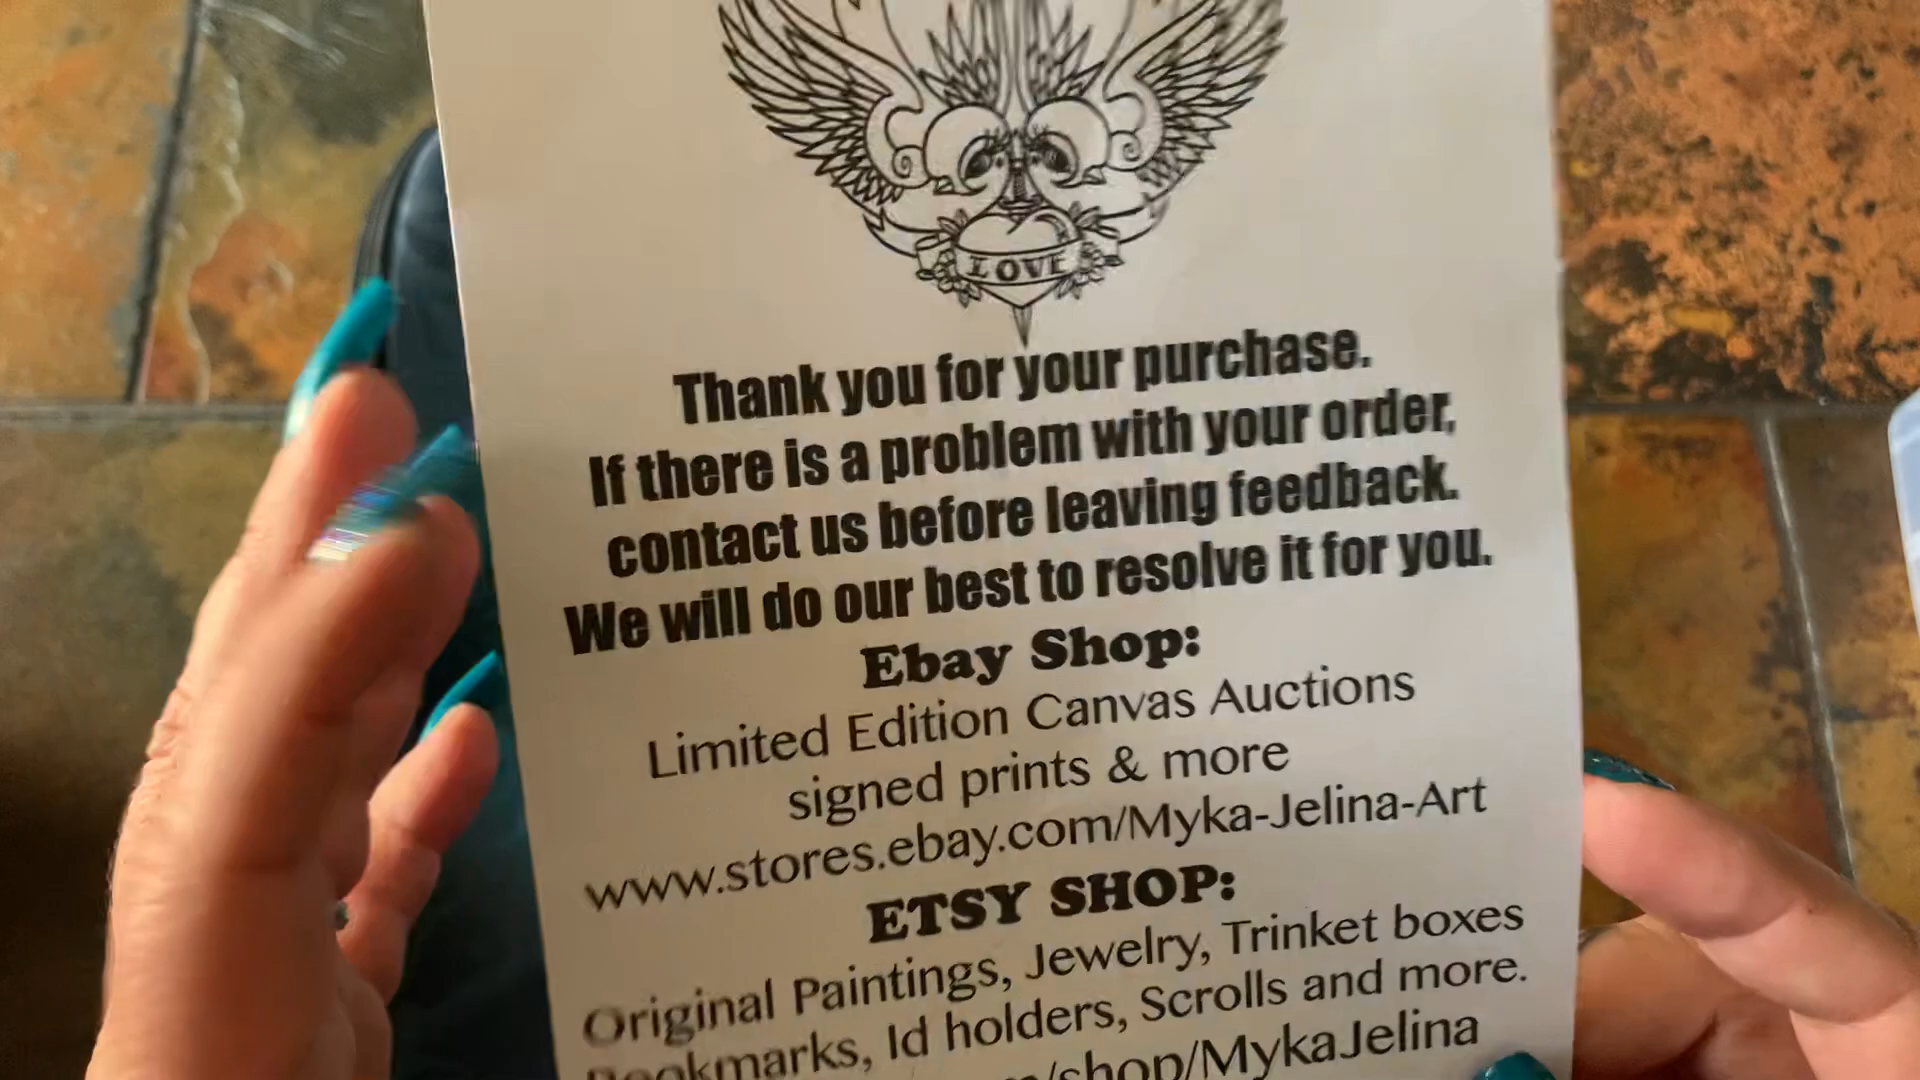 LOVE
Thank you for your purchase.
If there is a problem with your order,
contact us before leaving feedback.
We will do our best to resolve it for you.
Ebay Shop:
Limited Edition Canvas Auctions
signed prints & more
www.stores.ebay.com/Myka-Jelina-Art
ETSY SHOP:
Original Paintings, Jewelry, Trinket boxes
Bookmarks, Id holders, Scrolls and more.
/shop/MykaJelina